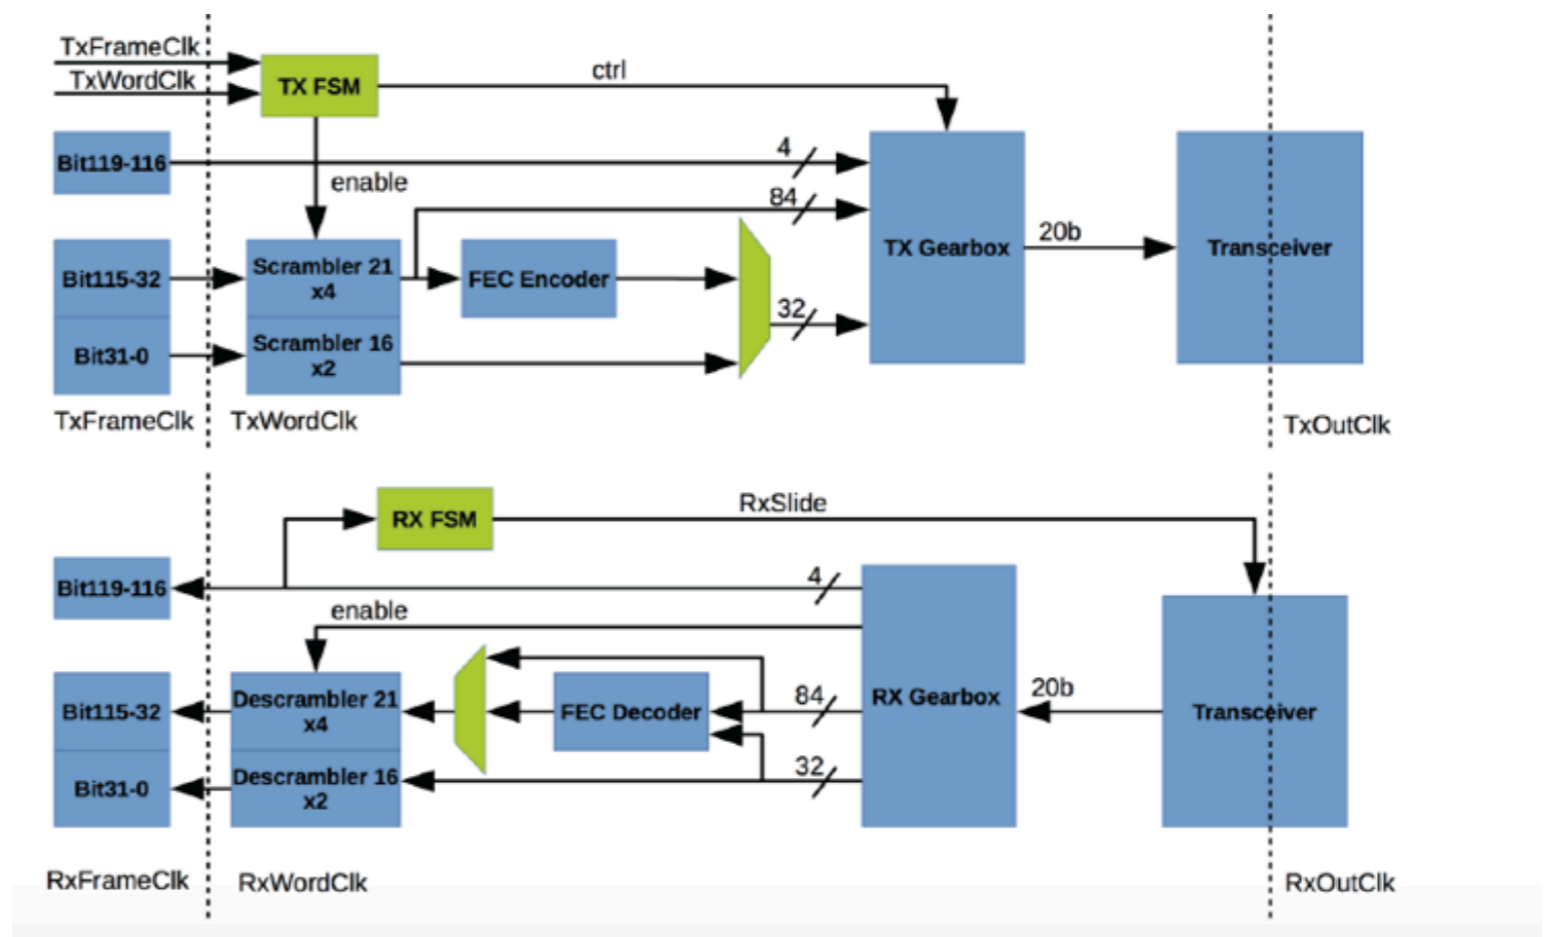 TxFrameClk
TxWordClk
TX FSM
ctrl
Bit119-116
4
enable
84
Bit115-32
Scrambler 21
x4
FEC Encoder
TX Gearbox
20b
Transceiver
32
Bit31-0
Scrambler 16
x2
TxFrameClk
TxWordClk
TxOutClk
RX FSM
RxSlide
Bit119-116
4
enable
Bit115-32
Descrambler 21
x4
FEC Decoder
84
RX Gearbox
20b
Transceiver
Bit31-0
Descrambler 16
x2
32
RxFrameClk
RxWordClk
RxOutClk